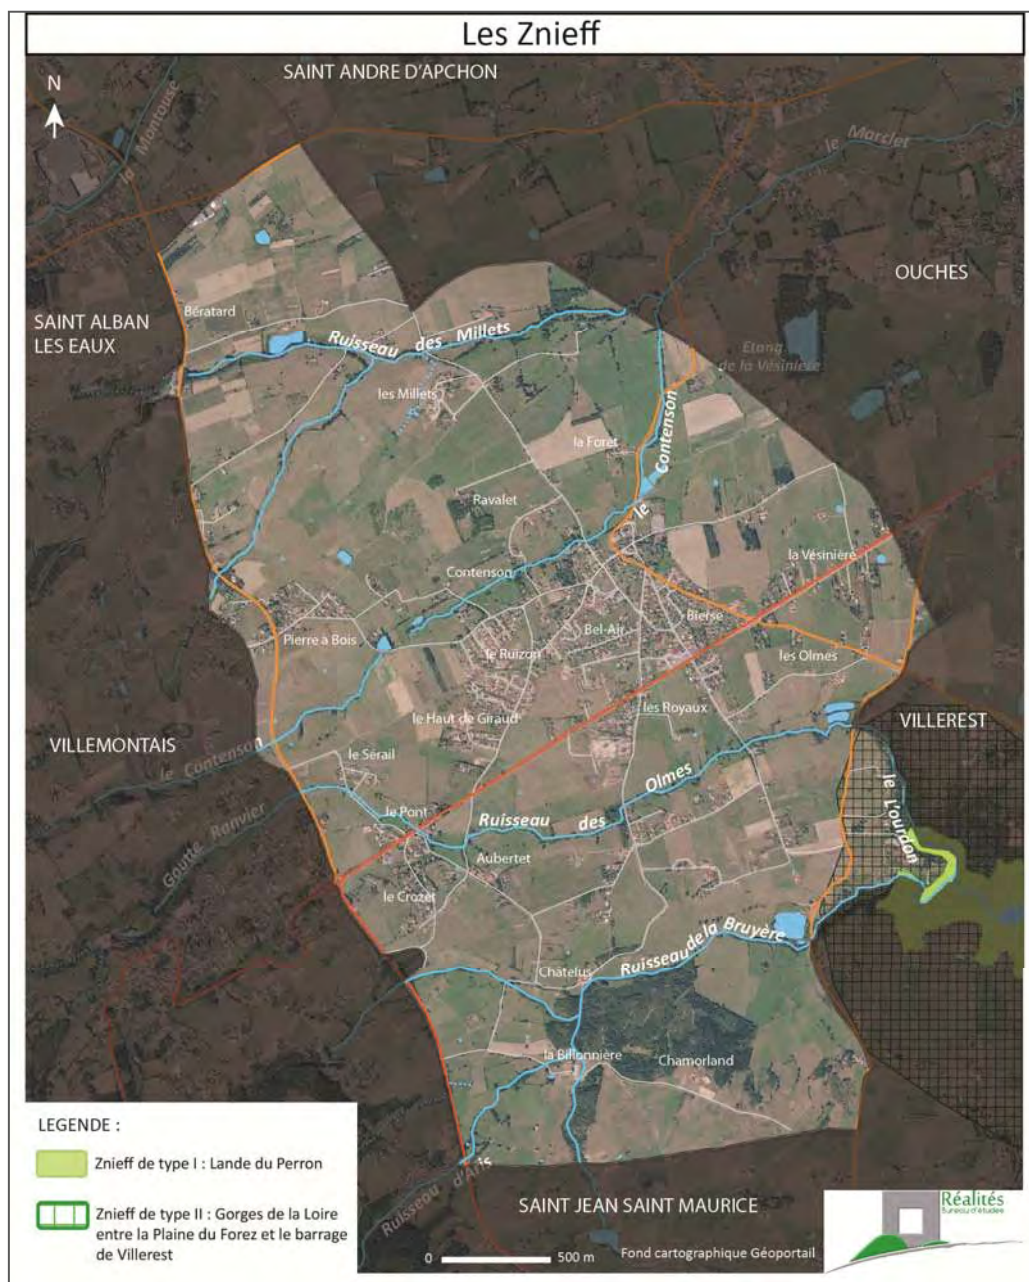 Les Znieff
SAINT ANDRE D'APCHON
N
la Montouse
le Marclet
OUCHES
SAINT ALBAN
LES EAUX
Bératard
Ruisseau des Millets
Etang
de la Vésinière
les Millets
la Forêt
le Contenson
Ravalet
la Vésinière
Contenson
Pierre à Bois
Bel-Air
Bierse
le Ruizon
les Olmes
le Haut de Giraud
les Royaux
VILLEREST
VILLEMONTAIS
le Contenson
le Sérail
le L'ourdon
Goutte Ranvier
le Pont
Ruisseau des Olmes
Aubertet
le Crozet
Ruisseau de la Bruyère
Châtelus
la Billonnière
Chamorland
LEGENDE :
Znieff de type I : Lande du Perron
Znieff de type II : Gorges de la Loire
entre la Plaine du Forez et le barrage
de Villerest
Ruisseau d'Aris
SAINT JEAN SAINT MAURICE
0 500 m
Fond cartographique Géoportail
Réalités
Bureau d'études